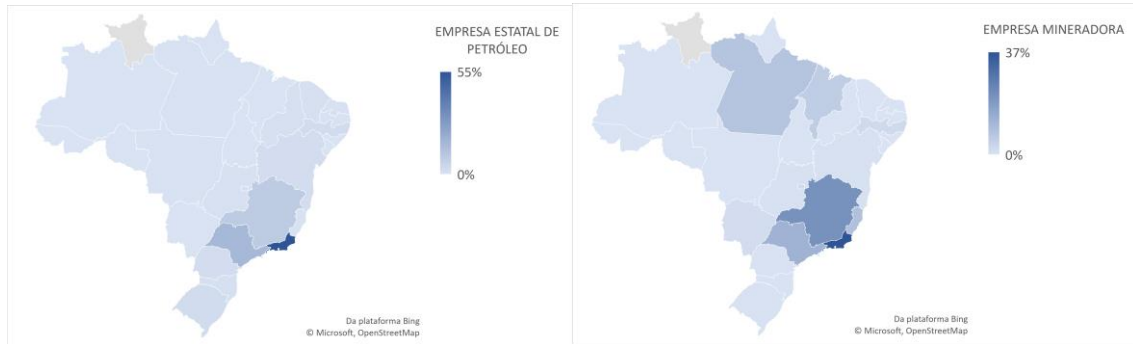 EMPRESA ESTATAL DE
PETRÓLEO
55%
0%
Da plataforma Bing
© Microsoft, OpenStreetMap
EMPRESA MINERADORA
37%
0%
Da plataforma Bing
© Microsoft, OpenStreetMap